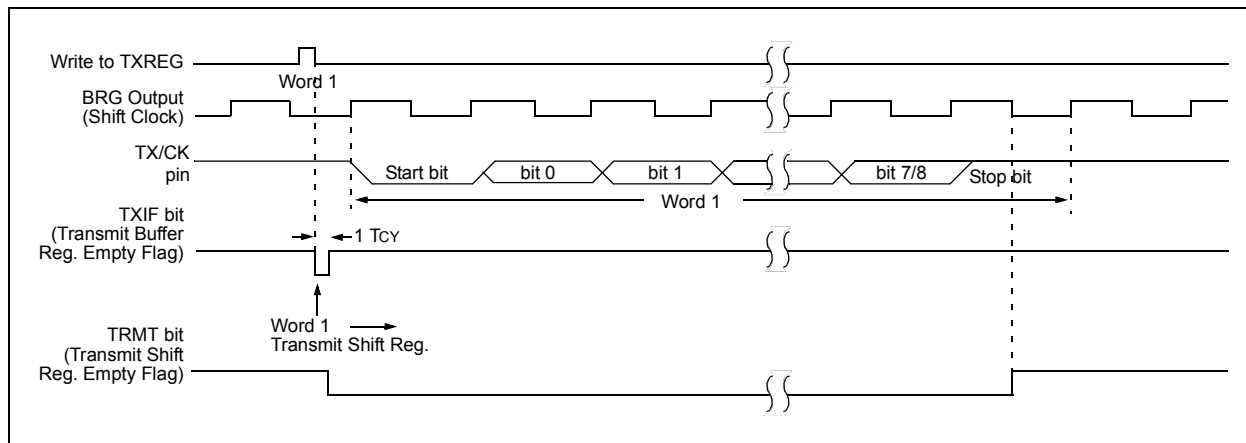 Write to TXREG
Word 1
BRG Output
(Shift Clock)
TX/CK
pin
Start bit
bit 0
bit 1
bit 7/8
Stop bit
Word 1
TXIF bit
(Transmit Buffer
Reg. Empty Flag)
1 TCY
Word 1
Transmit Shift Reg.
TRMT bit
(Transmit Shift
Reg. Empty Flag)